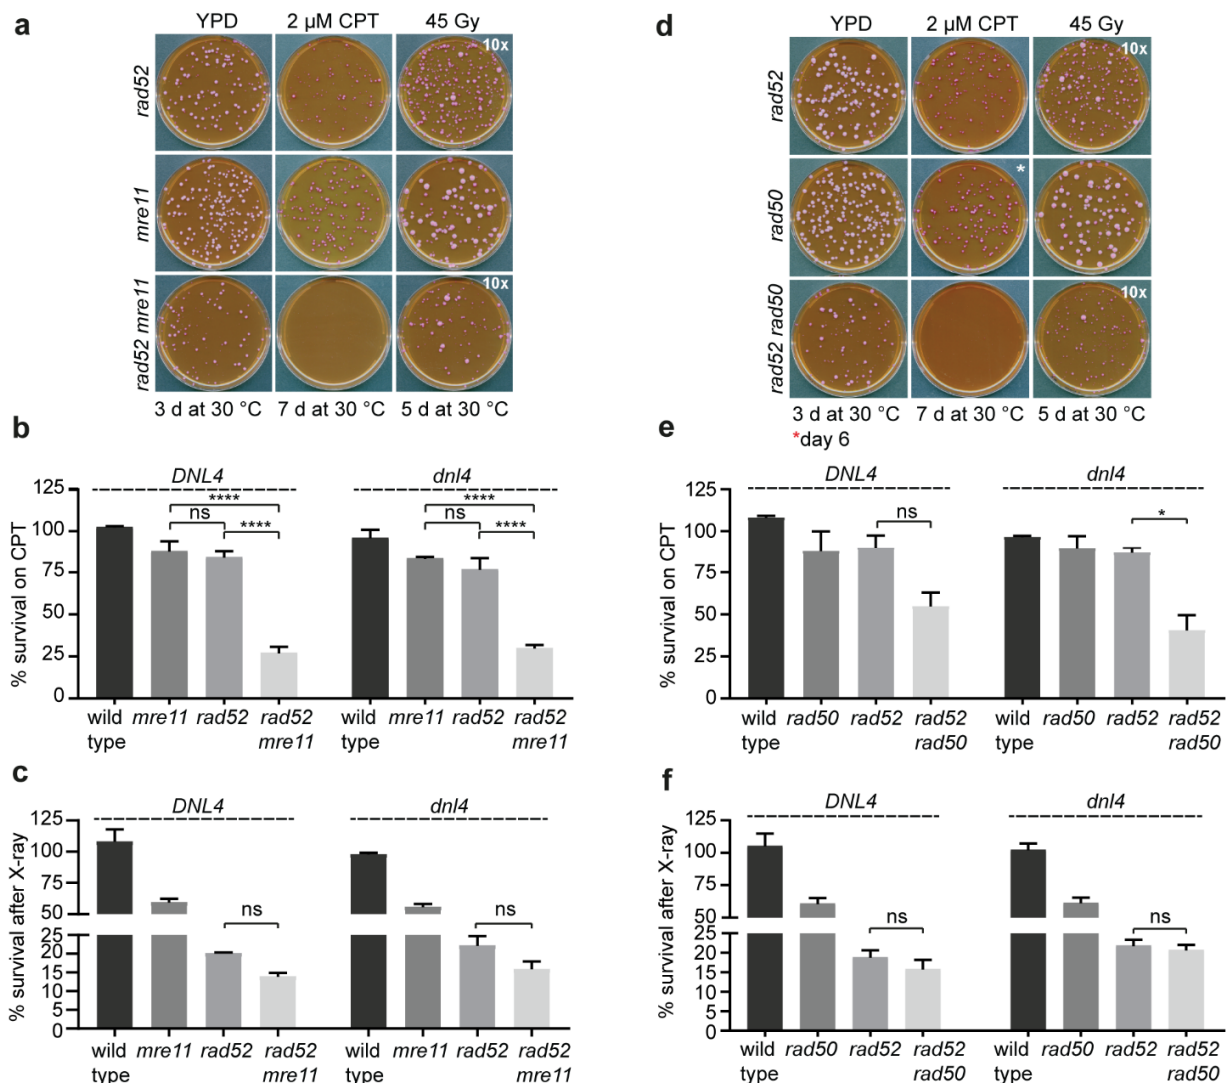 a
YPD
2 µM CPT
45 Gy
rad52
10x
mre11
rad52 mre11
10x
3 d at 30 °C
7 d at 30 °C
5 d at 30 °C
d
YPD
2 µM CPT
45 Gy
rad52
10x
rad50
*
rad52 rad50
10x
3 d at 30 °C
7 d at 30 °C
5 d at 30 °C
*day 6
b
% survival on CPT
125
100
75
50
25
0
DNL4
dnl4
****
ns
****
****
ns
****
wild
type
mre11
rad52
rad52
mre11
wild
type
mre11
rad52
rad52
mre11
e
% survival on CPT
125
100
75
50
25
0
DNL4
dnl4
ns
*
wild
type
rad50
rad52
rad52
rad50
wild
type
rad50
rad52
rad52
rad50
c
% survival after X-ray
125
100
75
50
25
20
15
10
5
0
DNL4
dnl4
ns
ns
wild
type
mre11
rad52
rad52
mre11
wild
type
mre11
rad52
rad52
mre11
f
% survival after X-ray
125
100
75
50
25
20
15
10
5
0
DNL4
dnl4
ns
ns
wild
type
rad50
rad52
rad52
rad50
wild
type
rad50
rad52
rad52
rad50